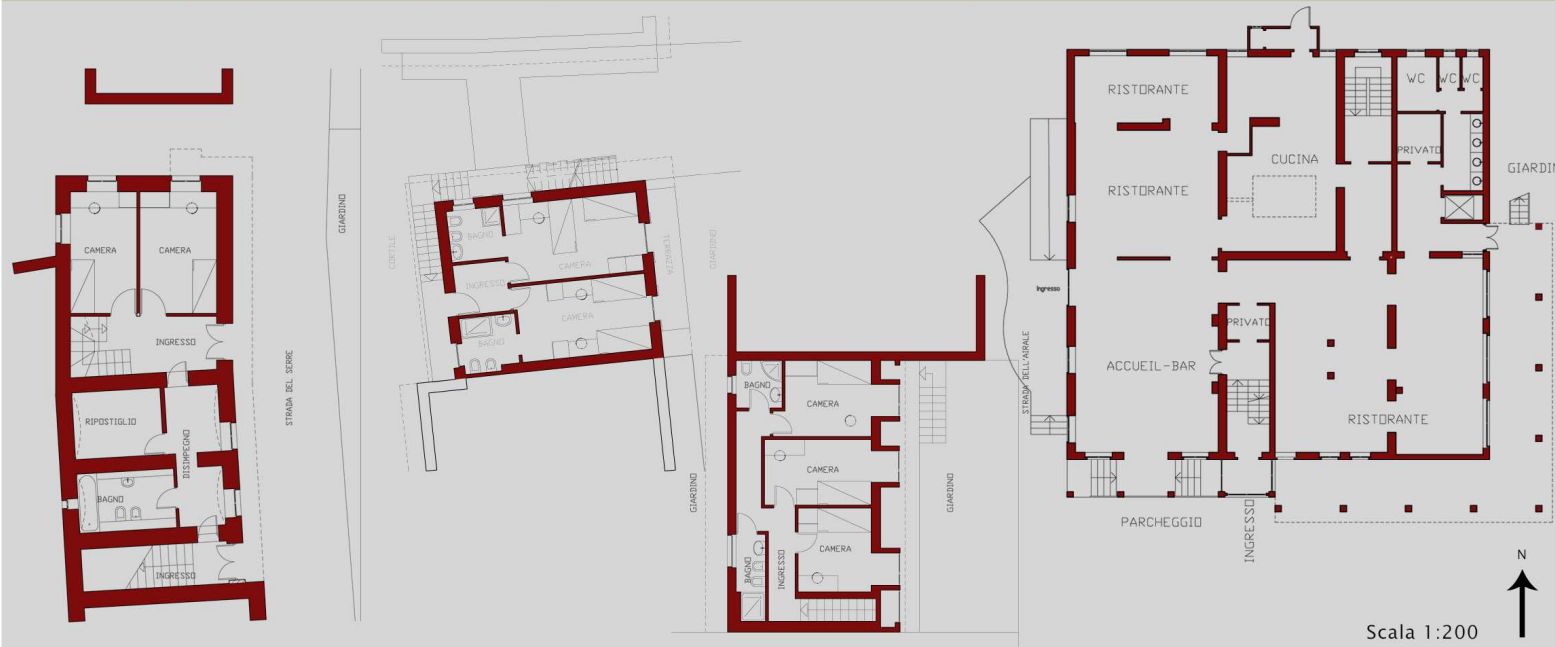 CAMERA
CAMERA
INGRESSO
RIPOSTIGLIO
DISIMPEGNO
BAGNO
INGRESSO
STRADA DEL SERRE
GIARDINO
CORTILE
BAGNO
CAMERA
INGRESSO
CAMERA
BAGNO
TERRAZZA
GIARDINO
BAGNO
CAMERA
CAMERA
CAMERA
BAGNO
INGRESSO
GIARDINO
GIARDINO
STRADA DELL'AIRALE
Ingresso
RISTORANTE
RISTORANTE
CUCINA
WC
WC
WC
PRIVATO
GIARDIN
PRIVATO
ACCUEIL-BAR
RISTORANTE
PARCHEGGIO
INGRESSO
N
Scala 1:200